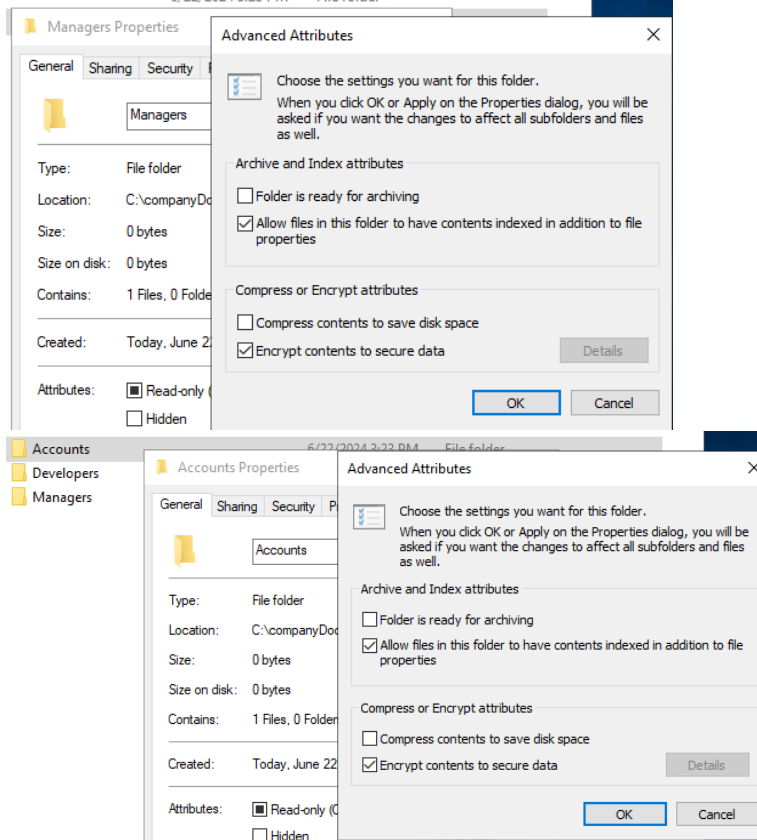 Managers Properties
Advanced Attributes
General Sharing Security
Choose the settings you want for this folder.
When you click OK or Apply on the Properties dialog, you will be
asked if you want the changes to affect all subfolders and files
as well.
Managers
Archive and Index attributes
Type: File folder
Folder is ready for archiving
Location: C:\companyDo
Allow files in this folder to have contents indexed in addition to file
properties
Size: 0 bytes
Size on disk: 0 bytes
Compress or Encrypt attributes
Contains: 1 Files, 0 Folde
Compress contents to save disk space
Created: Today, June 2
Encrypt contents to secure data
Details
Attributes: Read-only (
OK Cancel
Hidden
Accounts 6/22/2024 3:23 PM File folder
Developers
Managers
Accounts Properties
Advanced Attributes
General Sharing Security P
Choose the settings you want for this folder.
When you click OK or Apply on the Properties dialog, you will be
asked if you want the changes to affect all subfolders and files
as well.
Accounts
Archive and Index attributes
Type: File folder
Folder is ready for archiving
Location: C:\companyDoc
Allow files in this folder to have contents indexed in addition to file
properties
Size: 0 bytes
Size on disk: 0 bytes
Compress or Encrypt attributes
Contains: 1 Files, 0 Folder
Compress contents to save disk space
Created: Today, June 22
Encrypt contents to secure data
Details
Attributes: Read-only (O
OK Cancel
Hidden